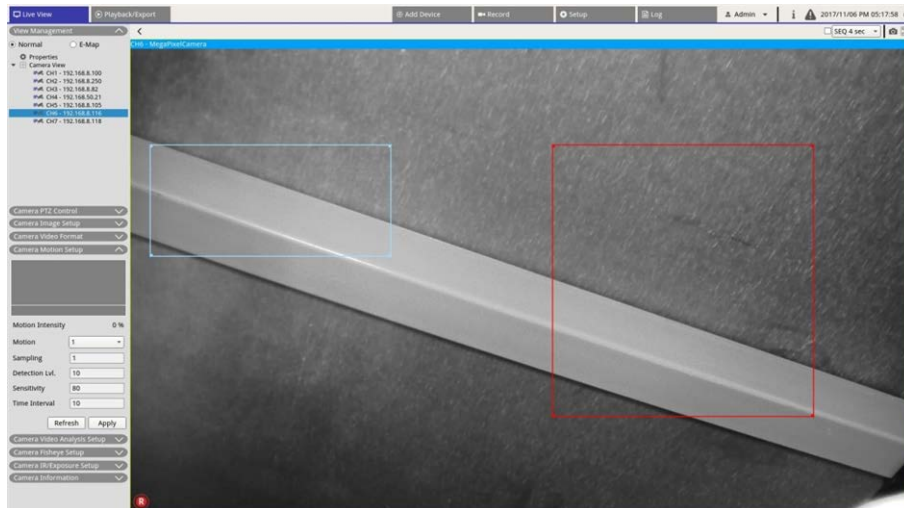 Live View
Playback/Export
Add Device
Record
Setup
Log
Admin
2017/11/06 PM 05:17:58
View Management
SEQ 4 sec
Normal
E-Map
CH6 - MegaPixelCamera
Properties
Camera View
CH1 - 192.168.8.100
CH2 - 192.168.8.250
CH3 - 192.168.8.82
CH4 - 192.168.50.21
CH5 - 192.168.8.105
CH6 - 192.168.8.116
CH7 - 192.168.8.118
Camera PTZ Control
Camera Image Setup
Camera Video Format
Camera Motion Setup
Motion Intensity 0 %
Motion 1
Sampling 1
Detection Lvl. 10
Sensitivity 80
Time Interval 10
Refresh Apply
Camera Video Analysis Setup
Camera Fisheye Setup
Camera IR/Exposure Setup
Camera Information
R